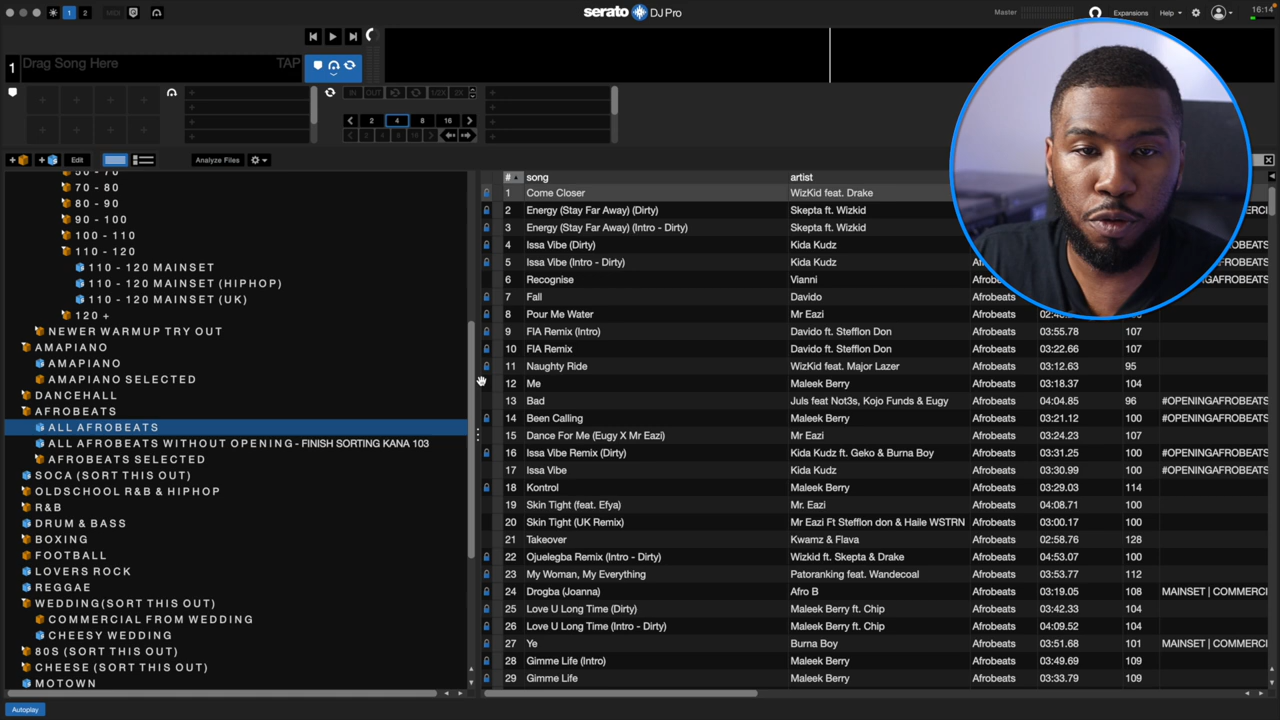 1 2 MIDI serato DJ Pro Master Expansions Help 16:14
1 Drag Song Here TAP
IN OUT 1/2X 2X
2 4 8 16
Edit Analyze Files
70 - 80
80 - 90
90 - 100
100 - 110
110 - 120
110 - 120 MAINSET
110 - 120 MAINSET (HIPHOP)
110 - 120 MAINSET (UK)
120 +
NEWER WARMUP TRY OUT
AMAPIANO
AMAPIANO
AMAPIANO SELECTED
DANCEHALL
AFROBEATS
ALL AFROBEATS
ALL AFROBEATS WITHOUT OPENING - FINISH SORTING KANA 103
AFROBEATS SELECTED
SOCA (SORT THIS OUT)
OLDSCHOOL R&B & HIPHOP
R&B
DRUM & BASS
BOXING
FOOTBALL
LOVERS ROCK
REGGAE
WEDDING(SORT THIS OUT)
COMMERCIAL FROM WEDDING
CHEESY WEDDING
80S (SORT THIS OUT)
CHEESE (SORT THIS OUT)
MOTOWN
# song artist
1 Come Closer WizKid feat. Drake
2 Energy (Stay Far Away) (Dirty) Skepta ft. Wizkid
3 Energy (Stay Far Away) (Intro - Dirty) Skepta ft. Wizkid
4 Issa Vibe (Dirty) Kida Kudz
5 Issa Vibe (Intro - Dirty) Kida Kudz
6 Recognise Vianni
7 Fall Davido
8 Pour Me Water Mr Eazi Afrobeats
9 FIA Remix (Intro) Davido ft. Stefflon Don Afrobeats 03:55.78 107
10 FIA Remix Davido ft. Stefflon Don Afrobeats 03:22.66 107
11 Naughty Ride WizKid feat. Major Lazer Afrobeats 03:12.63 95
12 Me Maleek Berry Afrobeats 03:18.37 104
13 Bad Juls feat Not3s, Kojo Funds & Eugy Afrobeats 04:04.85 96 #OPENINGAFROBEATS
14 Been Calling Maleek Berry Afrobeats 03:21.12 100 #OPENINGAFROBEATS
15 Dance For Me (Eugy X Mr Eazi) Mr Eazi Afrobeats 03:24.23 107
16 Issa Vibe Remix (Dirty) Kida Kudz ft. Geko & Burna Boy Afrobeats 03:31.25 100 #OPENINGAFROBEATS
17 Issa Vibe Kida Kudz Afrobeats 03:30.99 100 #OPENINGAFROBEATS
18 Kontrol Maleek Berry Afrobeats 03:29.03 114
19 Skin Tight (feat. Efya) Mr. Eazi Afrobeats 04:08.71 100
20 Skin Tight (UK Remix) Mr Eazi Ft Stefflon don & Haile WSTRN Afrobeats 03:00.17 100
21 Takeover Kwamz & Flava Afrobeats 02:58.76 128
22 Ojuelegba Remix (Intro - Dirty) Wizkid ft. Skepta & Drake Afrobeats 04:53.07 100
23 My Woman, My Everything Patoranking feat. Wandecoal Afrobeats 03:53.77 112
24 Drogba (Joanna) Afro B Afrobeats 03:19.05 108 MAINSET | COMMERCI
25 Love U Long Time (Dirty) Maleek Berry ft. Chip Afrobeats 03:42.33 104
26 Love U Long Time (Intro - Dirty) Maleek Berry ft. Chip Afrobeats 04:09.52 104
27 Ye Burna Boy Afrobeats 03:51.68 101 MAINSET | COMMERCI
28 Gimme Life (Intro) Maleek Berry Afrobeats 03:49.69 109
29 Gimme Life Maleek Berry Afrobeats 03:33.79 109
Autoplay